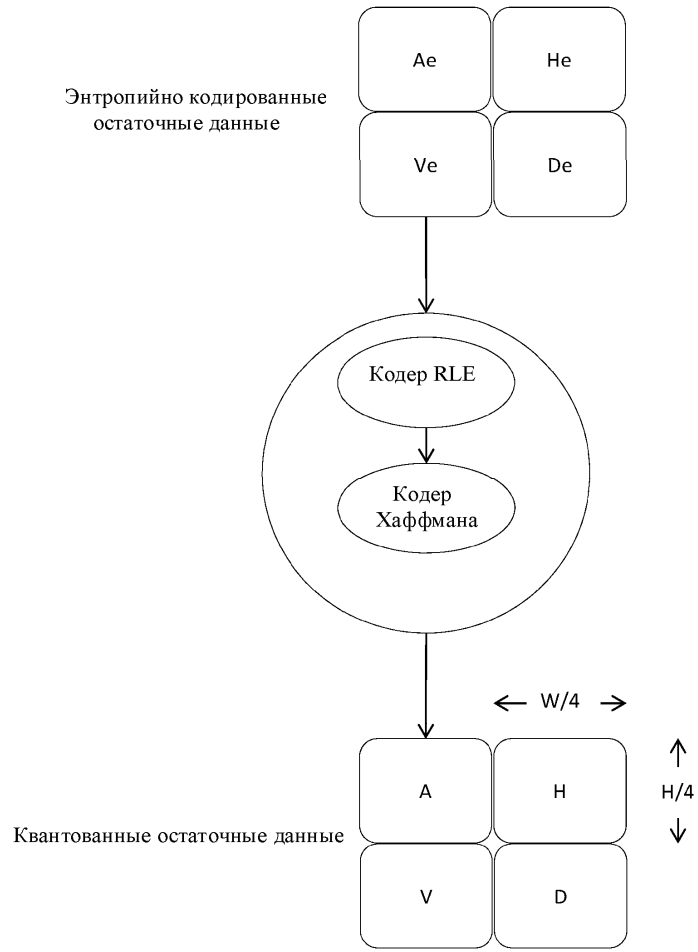 Ae He
Энтропийно кодированные
остаточные данные
Ve De
Кодер RLE
Кодер
Хаффмана
W/4
A H
H/4
Квантованные остаточные данные
V D